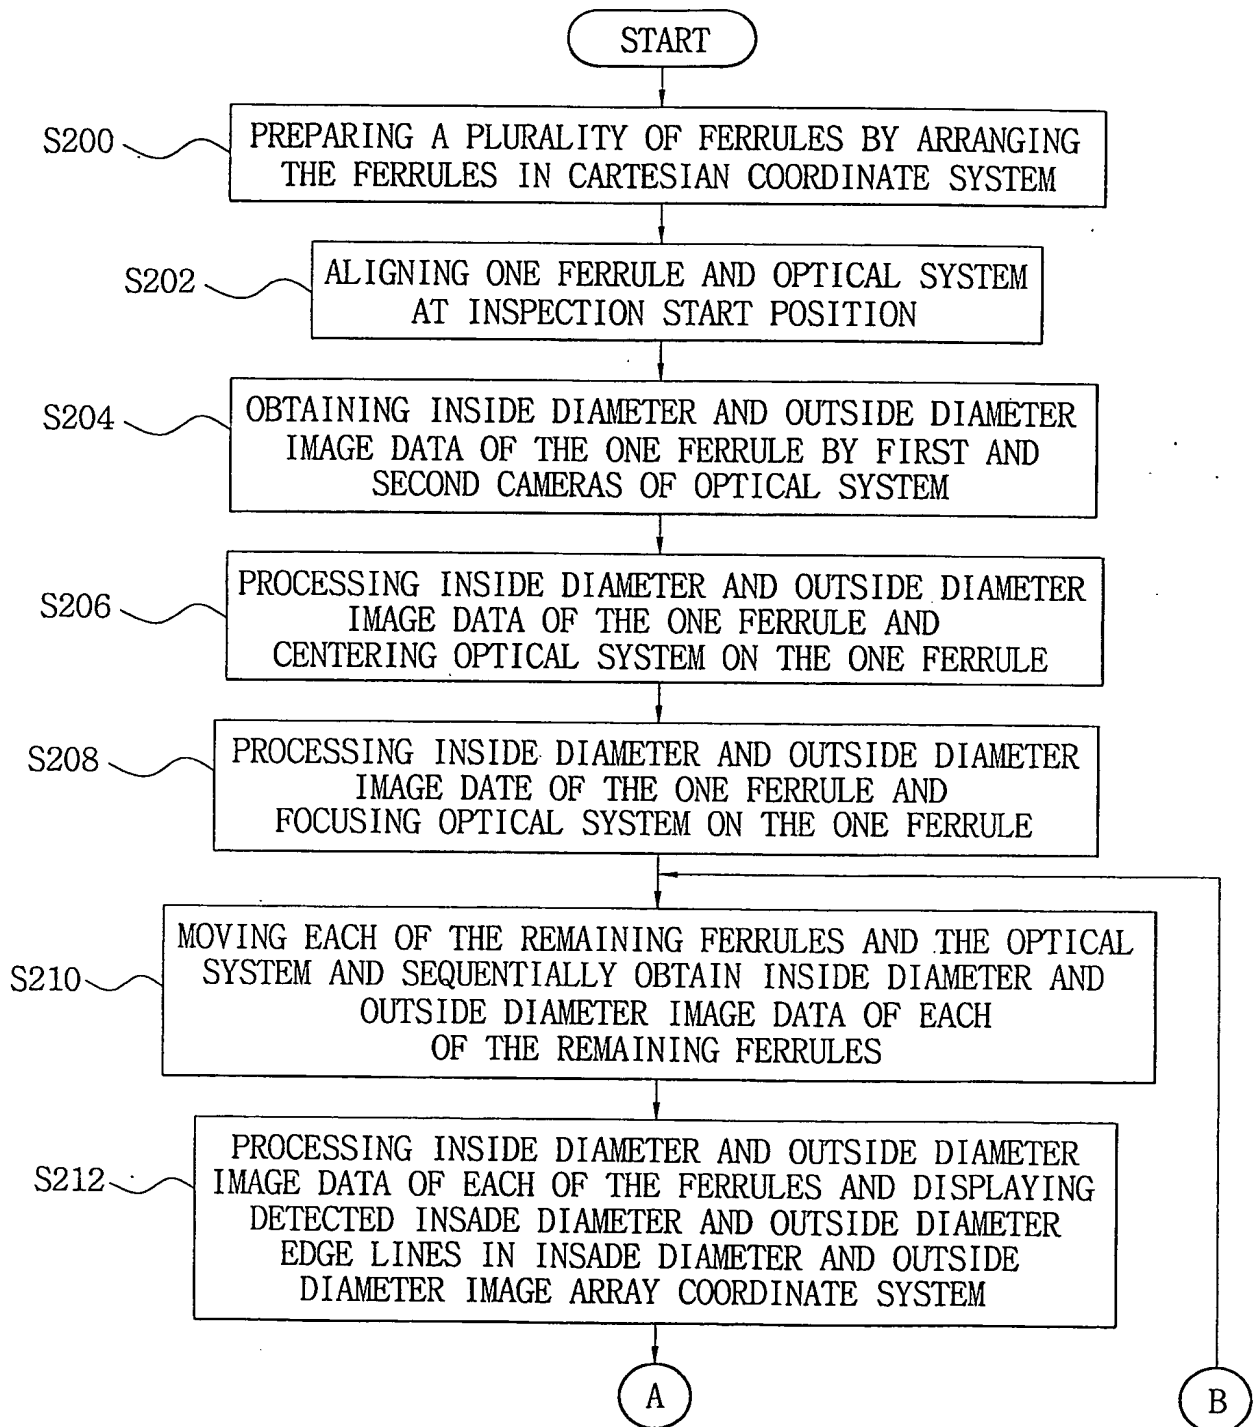 START
S200
PREPARING A PLURALITY OF FERRULES BY ARRANGING
THE FERRULES IN CARTESIAN COORDINATE SYSTEM
S202
ALIGNING ONE FERRULE AND OPTICAL SYSTEM
AT INSPECTION START POSITION
S204
OBTAINING INSIDE DIAMETER AND OUTSIDE DIAMETER
IMAGE DATA OF THE ONE FERRULE BY FIRST AND
SECOND CAMERAS OF OPTICAL SYSTEM
S206
PROCESSING INSIDE DIAMETER AND OUTSIDE DIAMETER
IMAGE DATA OF THE ONE FERRULE AND
CENTERING OPTICAL SYSTEM ON THE ONE FERRULE
S208
PROCESSING INSIDE DIAMETER AND OUTSIDE DIAMETER
IMAGE DATE OF THE ONE FERRULE AND
FOCUSING OPTICAL SYSTEM ON THE ONE FERRULE
S210
MOVING EACH OF THE REMAINING FERRULES AND THE OPTICAL
SYSTEM AND SEQUENTIALLY OBTAIN INSIDE DIAMETER AND
OUTSIDE DIAMETER IMAGE DATA OF EACH
OF THE REMAINING FERRULES
S212
PROCESSING INSIDE DIAMETER AND OUTSIDE DIAMETER
IMAGE DATA OF EACH OF THE FERRULES AND DISPLAYING
DETECTED INSADE DIAMETER AND OUTSIDE DIAMETER
EDGE LINES IN INSADE DIAMETER AND OUTSIDE
DIAMETER IMAGE ARRAY COORDINATE SYSTEM
A
B